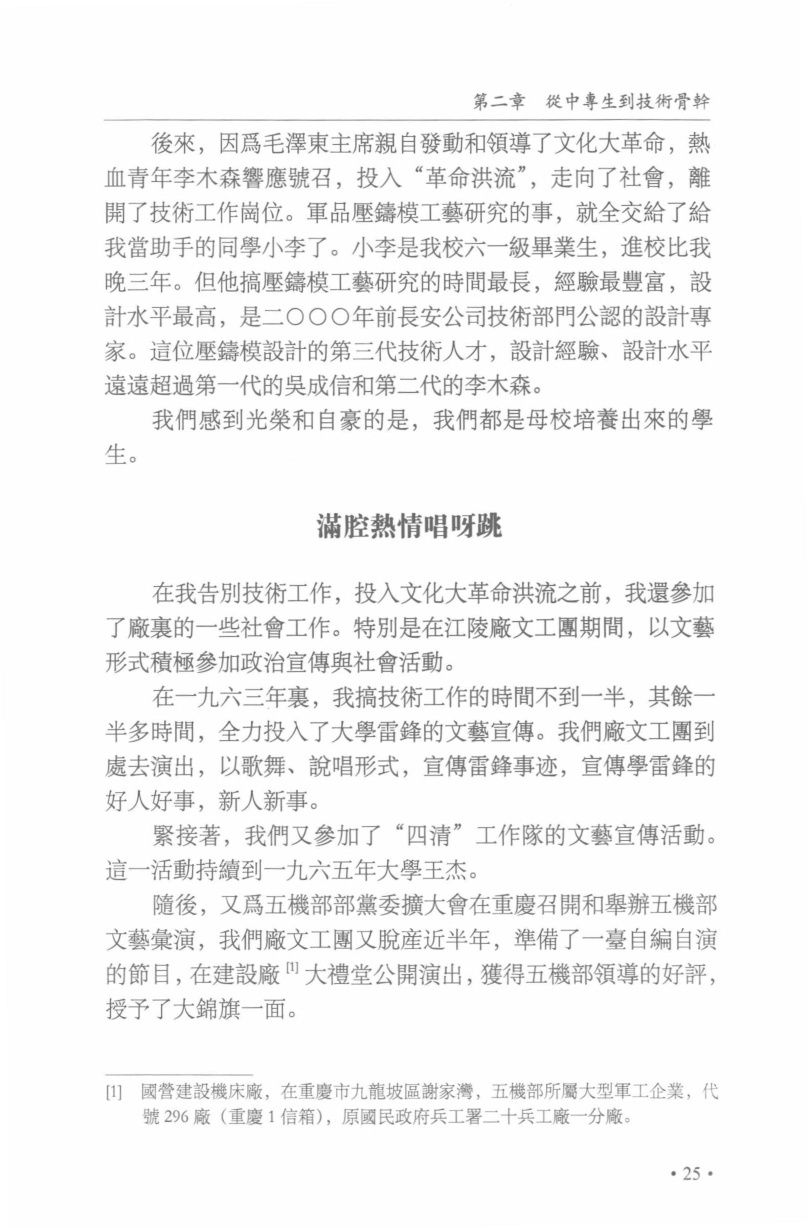 第二章　從中專生到技術骨幹
後來，因爲毛澤東主席親自發動和領導了文化大革命，熱
血青年李木森響應號召，投入“革命洪流”，走向了社會，離
開了技術工作崗位。軍品壓鑄模工藝研究的事，就全交給了給
我當助手的同學小李了。小李是我校六一級畢業生，進校比我
晚三年。但他搞壓鑄模工藝研究的時間最長，經驗最豐富，設
計水平最高，是二〇〇〇年前長安公司技術部門公認的設計專
家。這位壓鑄模設計的第三代技術人才，設計經驗、設計水平
遠遠超過第一代的吳成信和第二代的李木森。
我們感到光榮和自豪的是，我們都是母校培養出來的學
生。
滿腔熱情唱呀跳
在我告別技術工作，投入文化大革命洪流之前，我還參加
了廠裏的一些社會工作。特別是在江陵廠文工團期間，以文藝
形式積極參加政治宣傳與社會活動。
在一九六三年裏，我搞技術工作的時間不到一半，其餘一
半多時間，全力投入了大學雷鋒的文藝宣傳。我們廠文工團到
處去演出，以歌舞、說唱形式，宣傳雷鋒事迹，宣傳學雷鋒的
好人好事，新人新事。
緊接著，我們又參加了“四清”工作隊的文藝宣傳活動。
這一活動持續到一九六五年大學王杰。
隨後，又爲五機部部黨委擴大會在重慶召開和舉辦五機部
文藝彙演，我們廠文工團又脫産近半年，準備了一臺自編自演
的節目，在建設廠[1]大禮堂公開演出，獲得五機部領導的好評，
授予了大錦旗一面。
[1]　國營建設機床廠，在重慶市九龍坡區謝家灣，五機部所屬大型軍工企業，代
號 296 廠（重慶 1 信箱），原國民政府兵工署二十兵工廠一分廠。
• 25 •